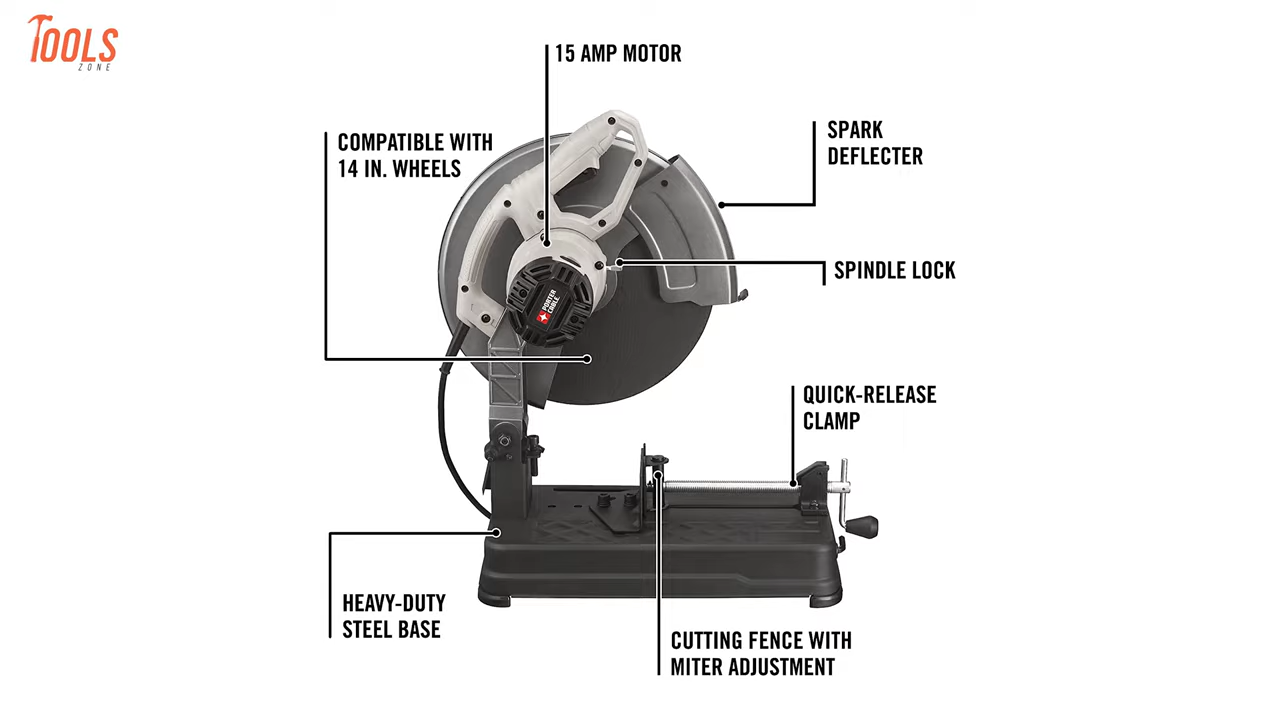 TOOLS
ZONE
15 AMP MOTOR
COMPATIBLE WITH
14 IN. WHEELS
SPARK
DEFLECTER
SPINDLE LOCK
PORTER
CABLE
QUICK-RELEASE
CLAMP
HEAVY-DUTY
STEEL BASE
CUTTING FENCE WITH
MITER ADJUSTMENT